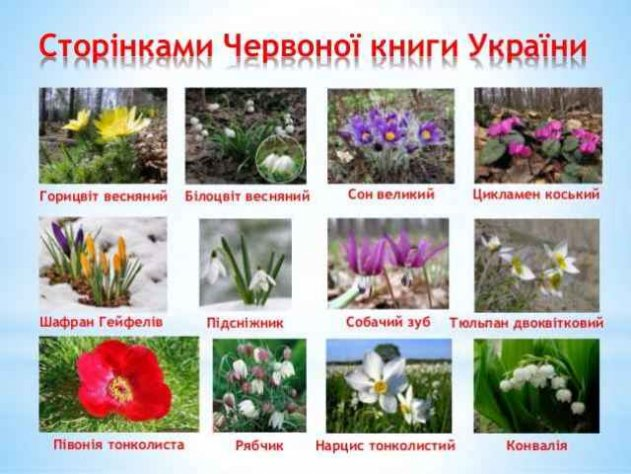 Сторінками Червоної книги України
Горицвіт весняний Білоцвіт весняний Сон великий Цикламен коський
Шафран Гейфелів Підсніжник Собачий зуб Тюльпан двоквітковий
Півонія тонколиста Рябчик Нарцис тонколистий Конвалія